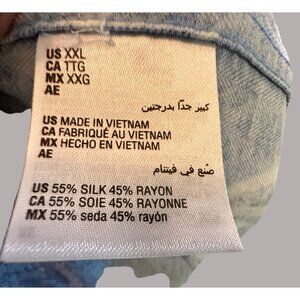 US XXL
CA TTG
MX XXG
AE
كبير جدًا بدرجتين
US MADE IN VIETNAM
CA FABRIQUÉ AU VIETNAM
MX HECHO EN VIETNAM
AE
صُنع في فيتنام
US 55% SILK 45% RAYON
CA 55% SOIE 45% RAYONNE
MX 55% seda 45% rayón